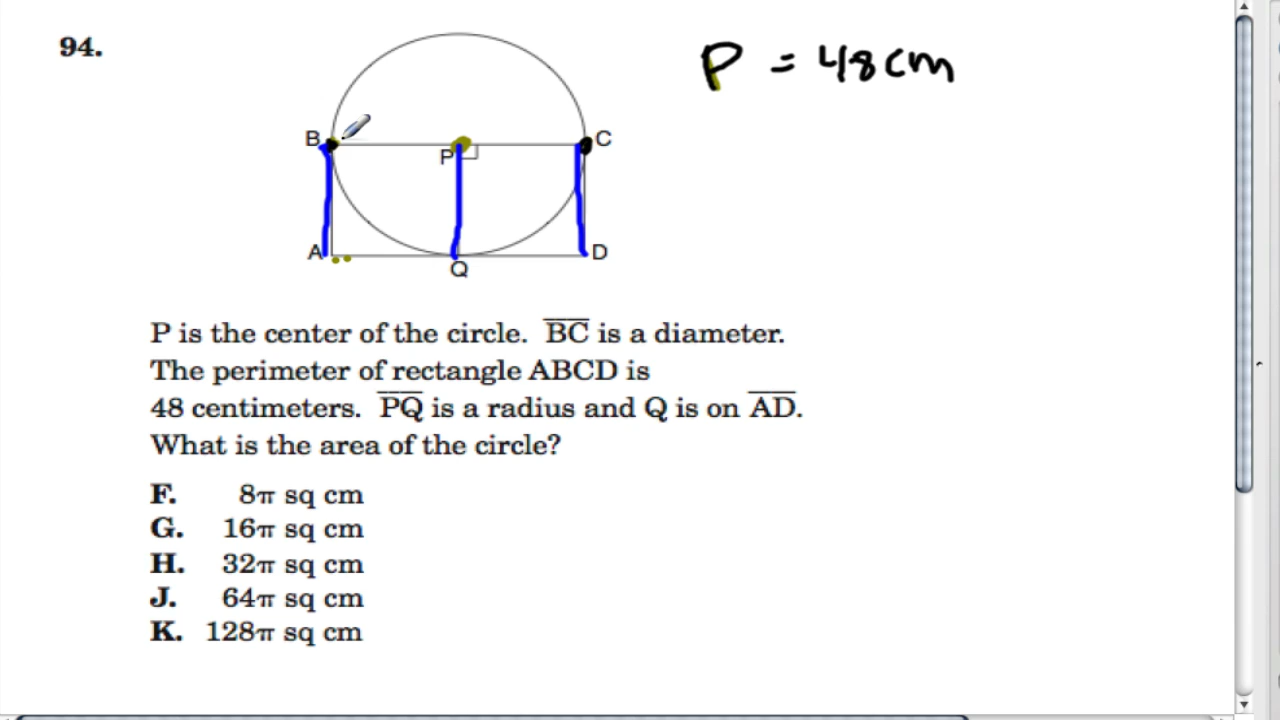 94.
P = 48cm
B
C
P
A
D
Q
P is the center of the circle. BC is a diameter.
The perimeter of rectangle ABCD is
48 centimeters. PQ is a radius and Q is on AD.
What is the area of the circle?
F. 8π sq cm
G. 16π sq cm
H. 32π sq cm
J. 64π sq cm
K. 128π sq cm